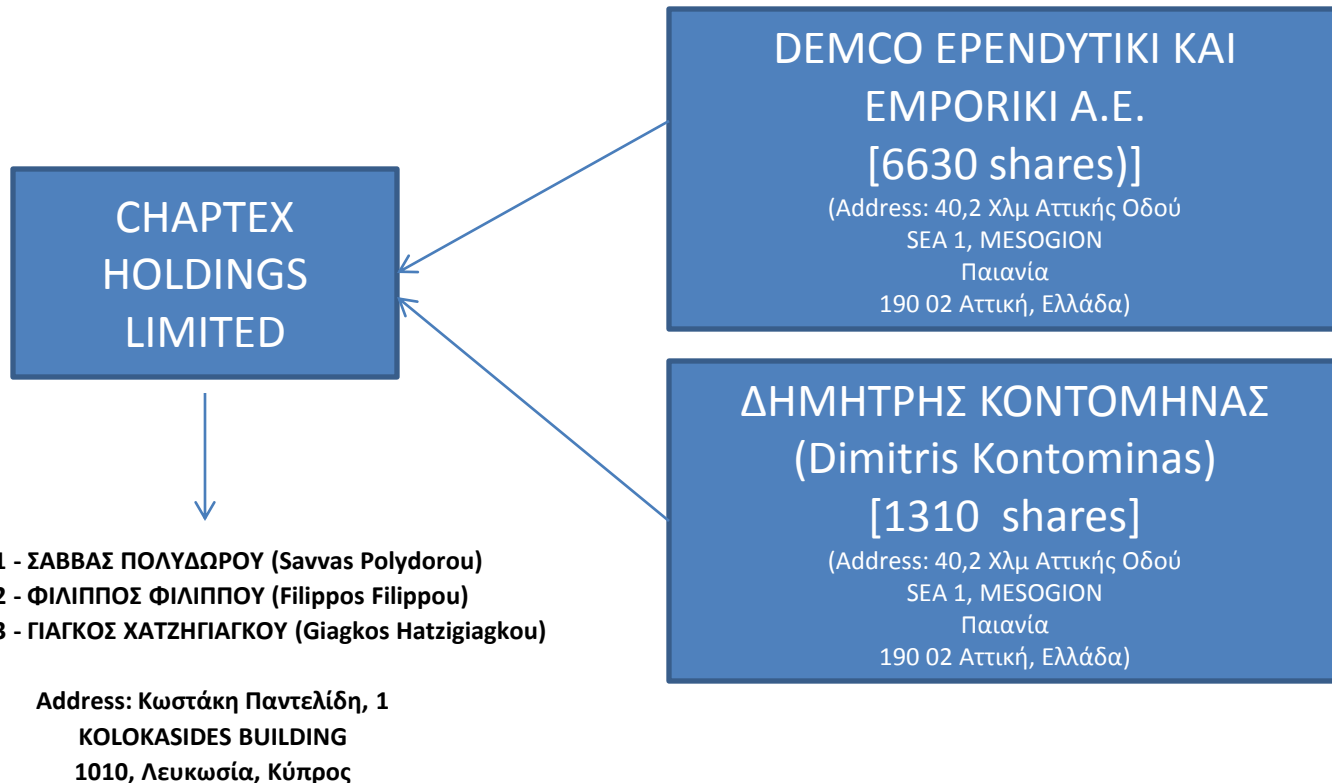 CHAPTEX
HOLDINGS
LIMITED
DEMCO EPENDYTIKI KAI
EMPORIKI A.E.
[6630 shares)]
(Address: 40,2 Χλμ Αττικής Οδού
SEA 1, MESOGION
Παιανία
190 02 Αττική, Ελλάδα)
ΔΗΜΗΤΡΗΣ ΚΟΝΤΟΜΗΝΑΣ
(Dimitris Kontominas)
[1310 shares]
(Address: 40,2 Χλμ Αττικής Οδού
SEA 1, MESOGION
Παιανία
190 02 Αττική, Ελλάδα)
1 - ΣΑΒΒΑΣ ΠΟΛΥΔΩΡΟΥ (Savvas Polydorou)
2 - ΦΙΛΙΠΠΟΣ ΦΙΛΙΠΠΟΥ (Filippos Filippou)
3 - ΓΙΑΓΚΟΣ ΧΑΤΖΗΓΙΑΓΚΟΥ (Giagkos Hatzigiagkou)
Address: Κωστάκη Παντελίδη, 1
KOLOKASIDES BUILDING
1010, Λευκωσία, Κύπρος